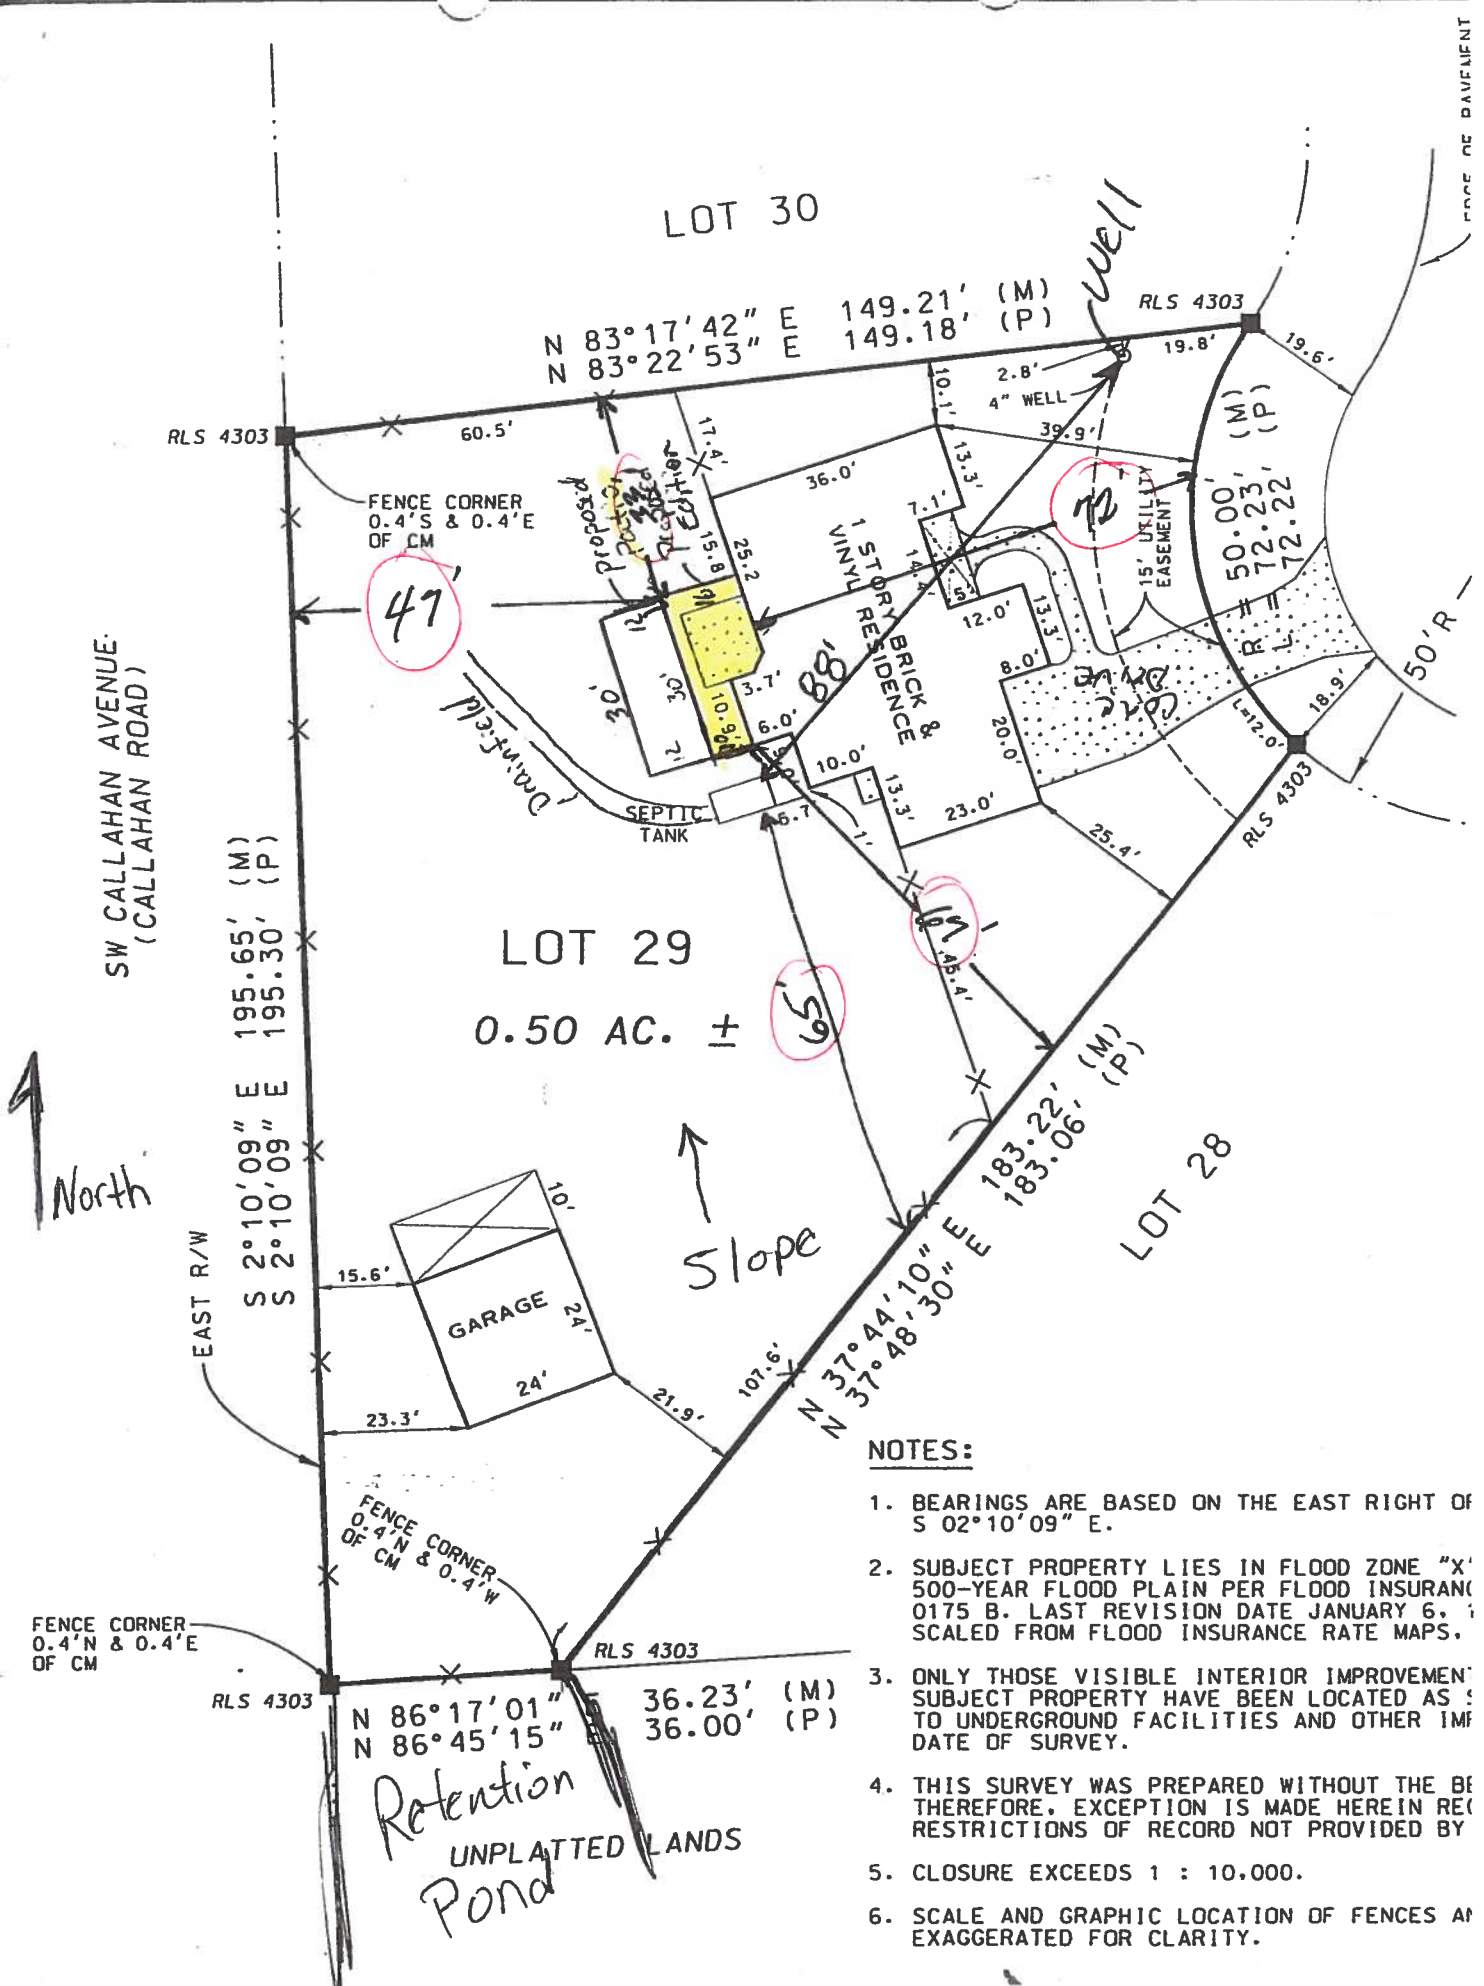 EDGE OF PAVEMENT
LOT 30
Well
N 83°17'42" E 149.21' (M)
N 83°22'53" E 149.18' (P)
RLS 4303
19.8'
19.6'
2.8'
4" WELL
10.1'
39.9'
RLS 4303
60.5'
17.4'
FENCE CORNER
0.4'S & 0.4'E
OF CM
36.0'
13.3'
7.1'
72'
15' UTILITY
EASEMENT
R = 50.00'
L = 72.23' (M)
72.22' (P)
Proposed
15.8
25.2
14.4'
5'
12.0'
13.3'
8.0'
1 STORY BRICK &
VINYL RESIDENCE
47'
12'
30'
30'
12'
10.9'
3.7'
6.0'
88'
Conc
Drive
20.0'
L=12.0'
18.9'
50'R
RLS 4303
Drainfield
SEPTIC
TANK
10.0'
6.7
1'
13.3'
23.0'
25.4'
SW CALLAHAN AVENUE
(CALLAHAN ROAD)
S 2°10'09" E 195.65' (M)
S 2°10'09" E 195.30' (P)
LOT 29
0.50 AC. ±
65'
45.4'
North
Slope
N 37°44'10" E 183.22' (M)
N 37°48'30" E 183.06' (P)
LOT 28
EAST R/W
15.6'
10'
GARAGE
24'
24'
23.3'
21.9'
107.6'
FENCE CORNER
0.4'N & 0.4'W
OF CM
FENCE CORNER
0.4'N & 0.4'E
OF CM
RLS 4303
RLS 4303
N 86°17'01" 36.23' (M)
N 86°45'15" 36.00' (P)
Retention
UNPLATTED LANDS
Pond
NOTES:
1. BEARINGS ARE BASED ON THE EAST RIGHT OF
S 02°10'09" E.
2. SUBJECT PROPERTY LIES IN FLOOD ZONE "X"
500-YEAR FLOOD PLAIN PER FLOOD INSURANC
0175 B. LAST REVISION DATE JANUARY 6,
SCALED FROM FLOOD INSURANCE RATE MAPS.
3. ONLY THOSE VISIBLE INTERIOR IMPROVEMENT
SUBJECT PROPERTY HAVE BEEN LOCATED AS S
TO UNDERGROUND FACILITIES AND OTHER IMP
DATE OF SURVEY.
4. THIS SURVEY WAS PREPARED WITHOUT THE BE
THEREFORE, EXCEPTION IS MADE HEREIN REG
RESTRICTIONS OF RECORD NOT PROVIDED BY
5. CLOSURE EXCEEDS 1 : 10,000.
6. SCALE AND GRAPHIC LOCATION OF FENCES AN
EXAGGERATED FOR CLARITY.